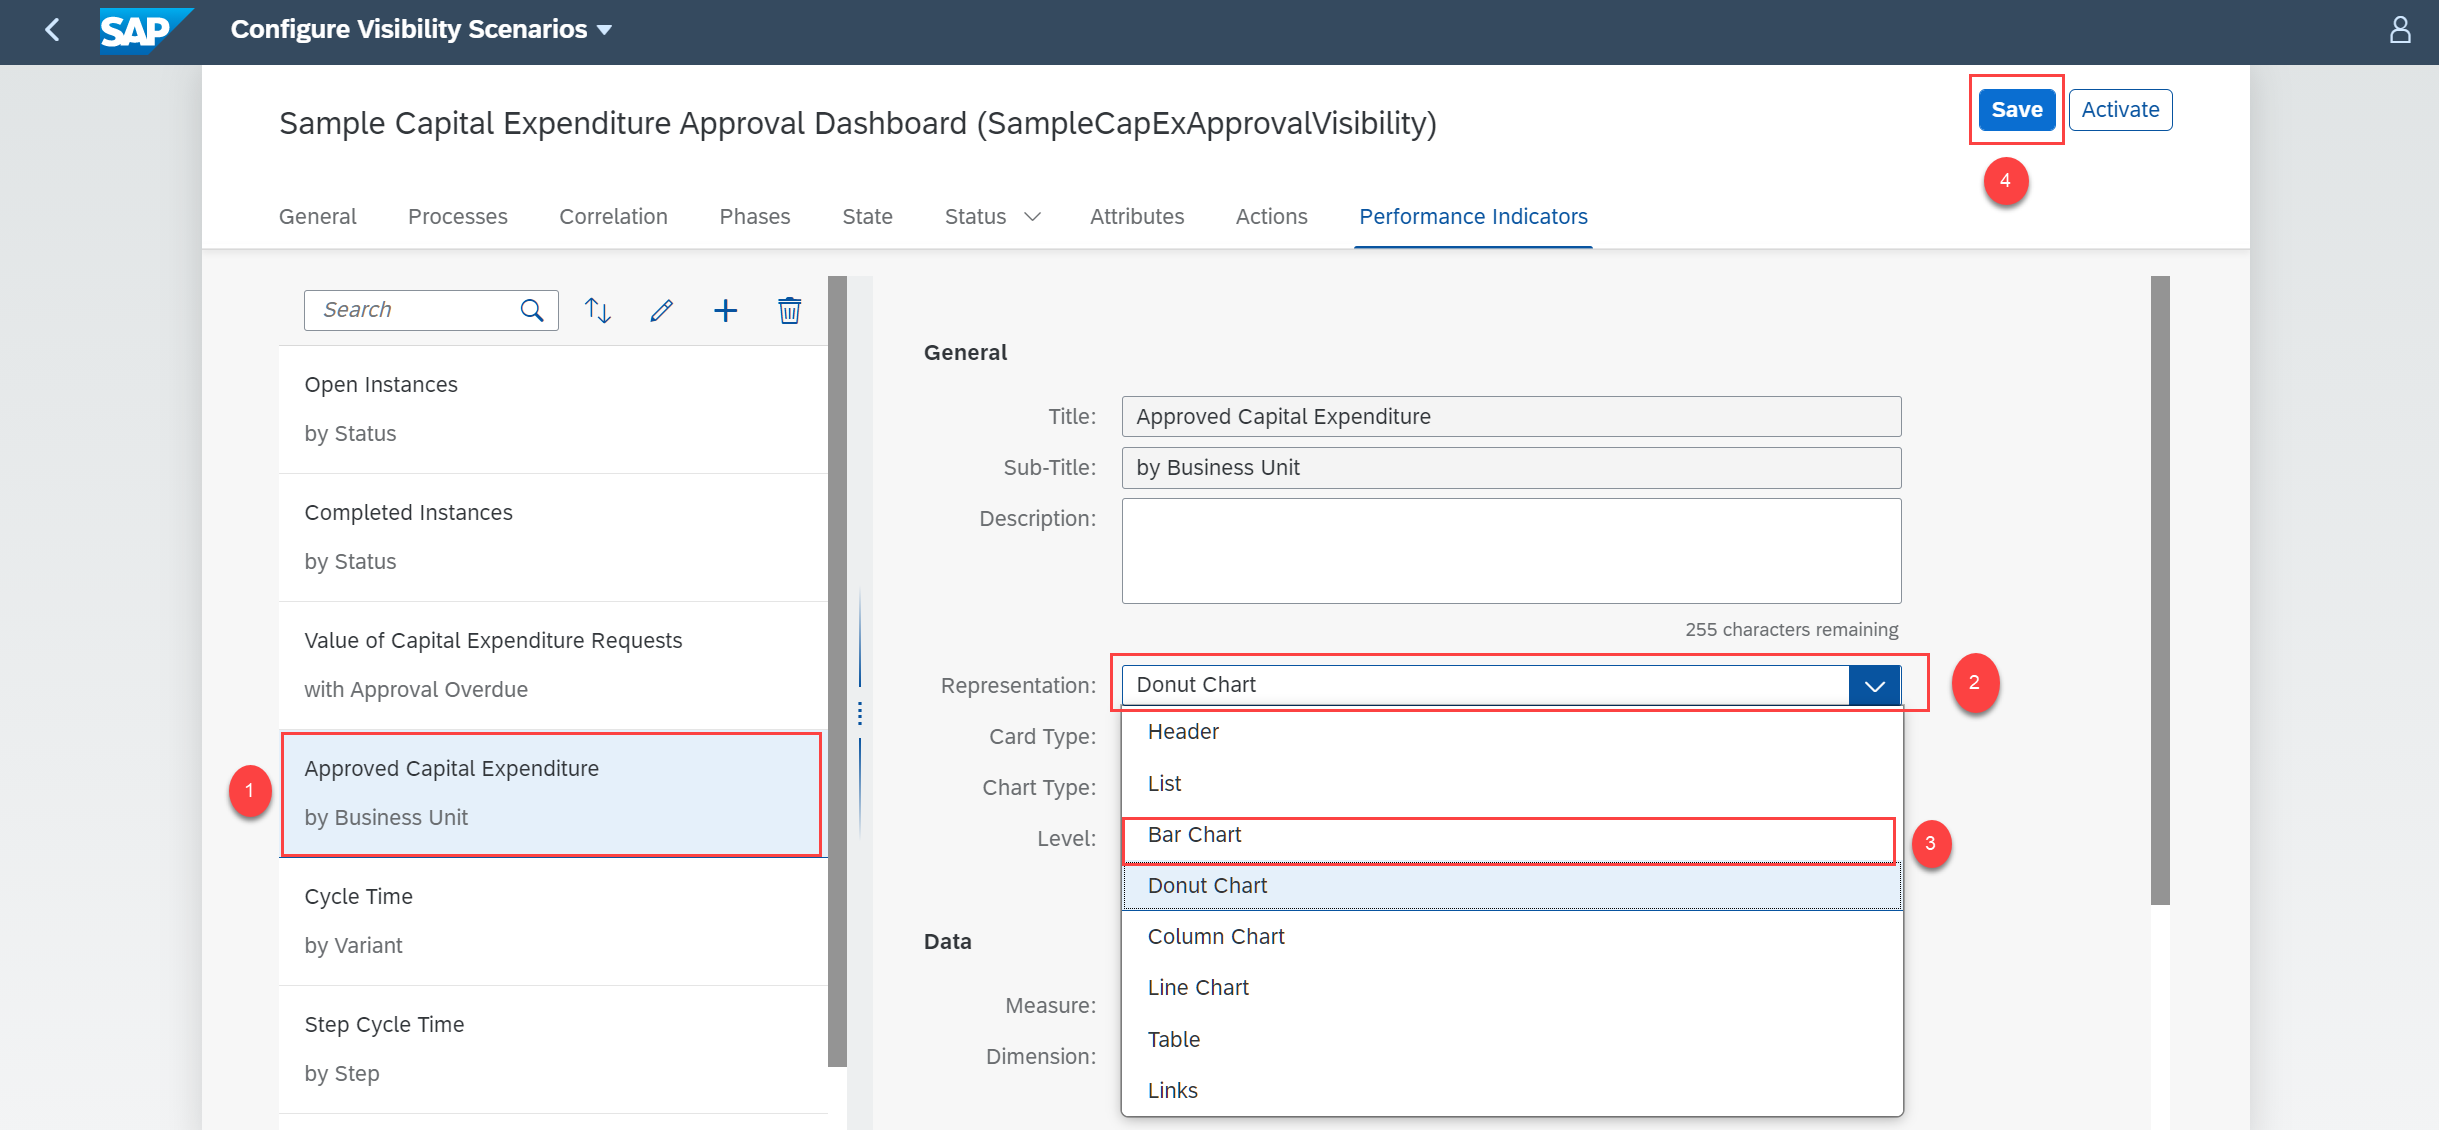 SAP Configure Visibility Scenarios
Sample Capital Expenditure Approval Dashboard (SampleCapExApprovalVisibility)
Save
Activate
4
General Processes Correlation Phases State Status Attributes Actions Performance Indicators
Search
Open Instances
by Status
Completed Instances
by Status
Value of Capital Expenditure Requests
with Approval Overdue
1
Approved Capital Expenditure
by Business Unit
Cycle Time
by Variant
Step Cycle Time
by Step
General
Title: Approved Capital Expenditure
Sub-Title: by Business Unit
Description:
255 characters remaining
Representation: Donut Chart
2
Card Type:
Chart Type:
Level:
Header
List
Bar Chart
3
Donut Chart
Column Chart
Line Chart
Table
Links
Data
Measure:
Dimension: